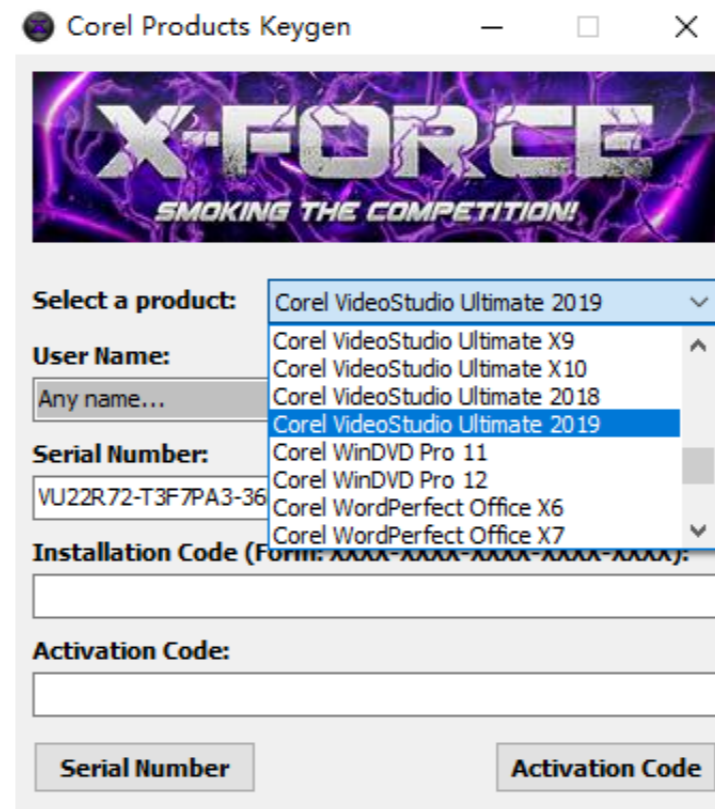 Corel Products Keygen
X-FORCE
SMOKING THE COMPETITION!
Select a product:
Corel VideoStudio Ultimate 2019
Corel VideoStudio Ultimate X9
Corel VideoStudio Ultimate X10
Corel VideoStudio Ultimate 2018
Corel VideoStudio Ultimate 2019
Corel WinDVD Pro 11
Corel WinDVD Pro 12
Corel WordPerfect Office X6
Corel WordPerfect Office X7
User Name:
Any name...
Serial Number:
VU22R72-T3F7PA3-36
Installation Code (Form: XXXX-XXXX-XXXX-XXXX-XXXX):
Activation Code:
Serial Number
Activation Code